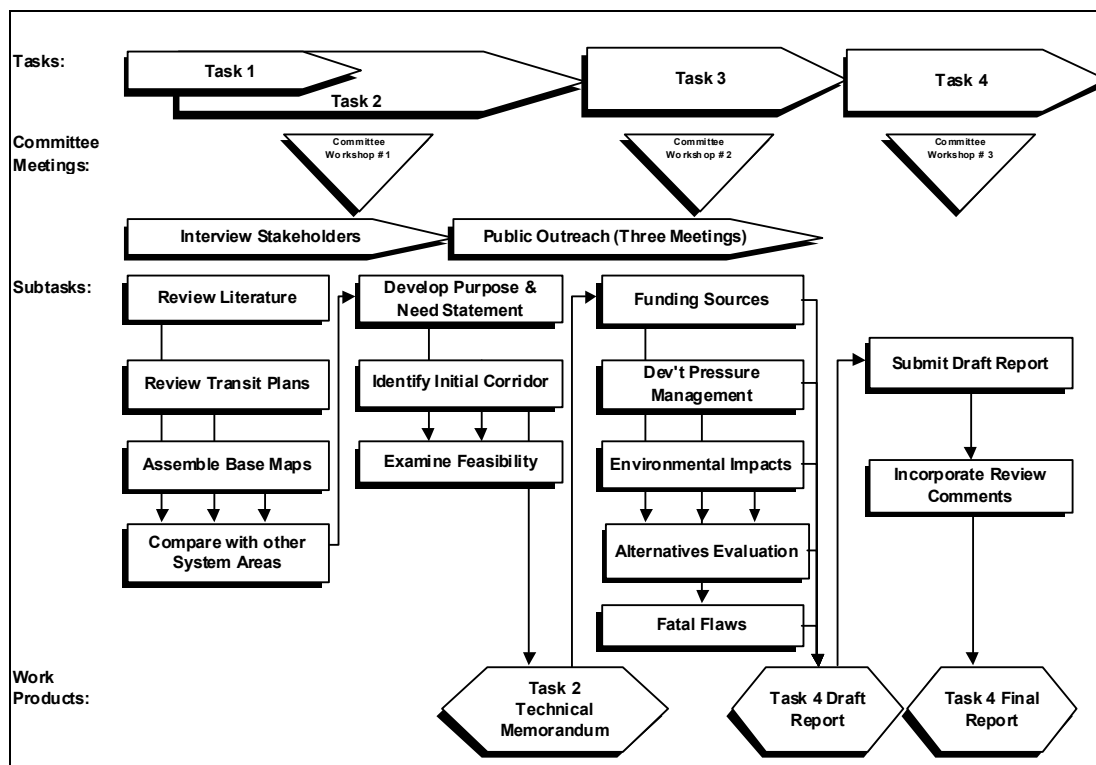 Tasks:
Task 1
Task 2
Task 3
Task 4
Committee
Meetings:
Committee
Workshop # 1
Committee
Workshop # 2
Committee
Workshop # 3
Interview Stakeholders
Public Outreach (Three Meetings)
Subtasks:
Review Literature
Review Transit Plans
Assemble Base Maps
Compare with other
System Areas
Develop Purpose &
Need Statement
Identify Initial Corridor
Examine Feasibility
Funding Sources
Dev't Pressure
Management
Environmental Impacts
Alternatives Evaluation
Fatal Flaws
Submit Draft Report
Incorporate Review
Comments
Work
Products:
Task 2
Technical
Memorandum
Task 4 Draft
Report
Task 4 Final
Report